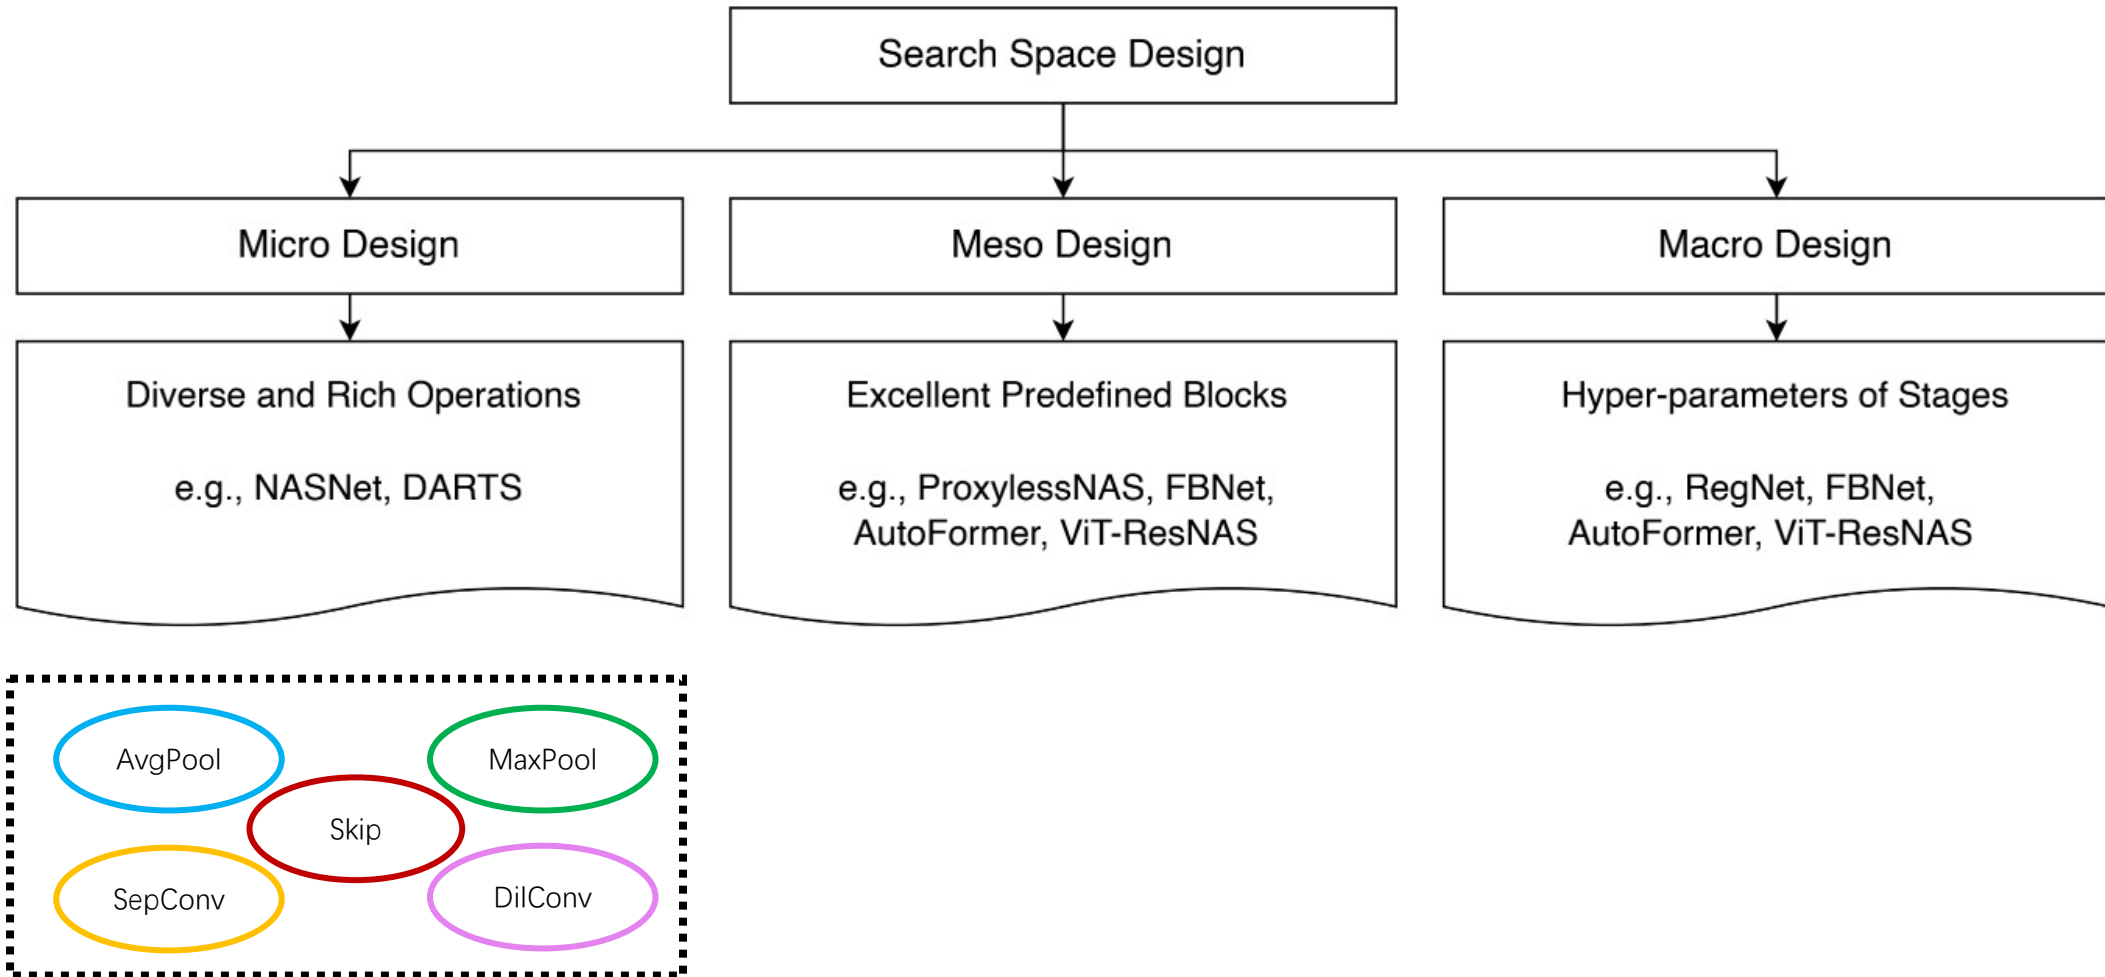 Search Space Design
Micro Design
Meso Design
Macro Design
Diverse and Rich Operations
e.g., NASNet, DARTS
Excellent Predefined Blocks
e.g., ProxylessNAS, FBNet,
AutoFormer, ViT-ResNAS
Hyper-parameters of Stages
e.g., RegNet, FBNet,
AutoFormer, ViT-ResNAS
AvgPool
MaxPool
Skip
SepConv
DilConv